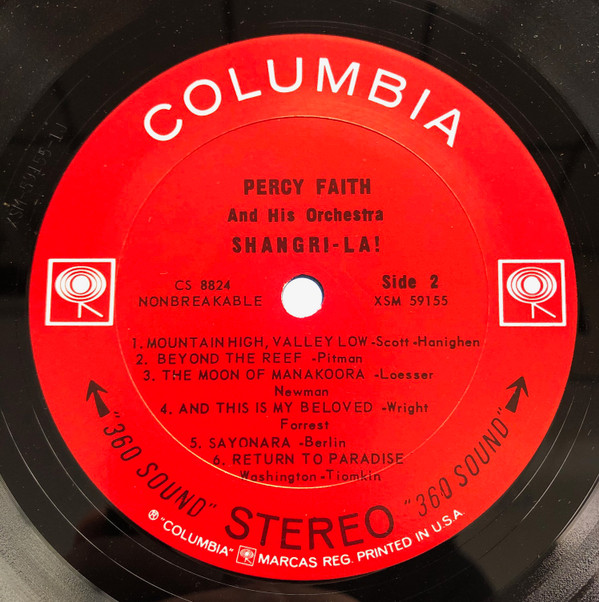 COLUMBIA
PERCY FAITH
And His Orchestra
SHANGRI-LA!
CS 8824
NONBREAKABLE
Side 2
XSM 59155
1. MOUNTAIN HIGH, VALLEY LOW -Scott -Hanighen
2. BEYOND THE REEF -Pitman
3. THE MOON OF MANAKOORA -Loesser
Newman
4. AND THIS IS MY BELOVED -Wright
Forrest
5. SAYONARA -Berlin
6. RETURN TO PARADISE
Washington -Tiomkin
"360 SOUND" STEREO "360 SOUND"
® "COLUMBIA" MARCAS REG. PRINTED IN U.S.A.